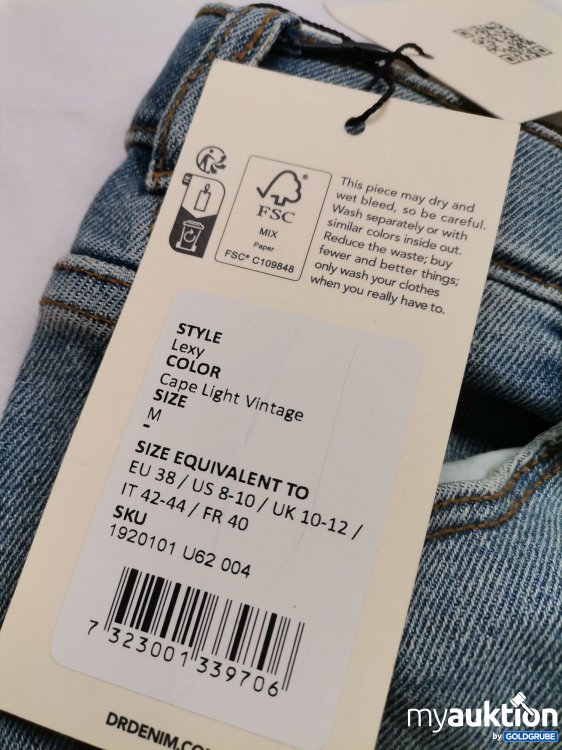 FSC
MIX
Paper
FSC® C109848
This piece may dry and
wet bleed, so be careful.
Wash separately or with
similar colors inside out.
Reduce the waste; buy
fewer and better things;
only wash your clothes
when you really have to.
STYLE
Lexy
COLOR
Cape Light Vintage
SIZE
M
-
SIZE EQUIVALENT TO
EU 38 / US 8-10 / UK 10-12 /
IT 42-44 / FR 40
SKU
1920101 U62 004
7 323001 339706
DRDENIM.CO
myauktion
by GOLDGRUBE